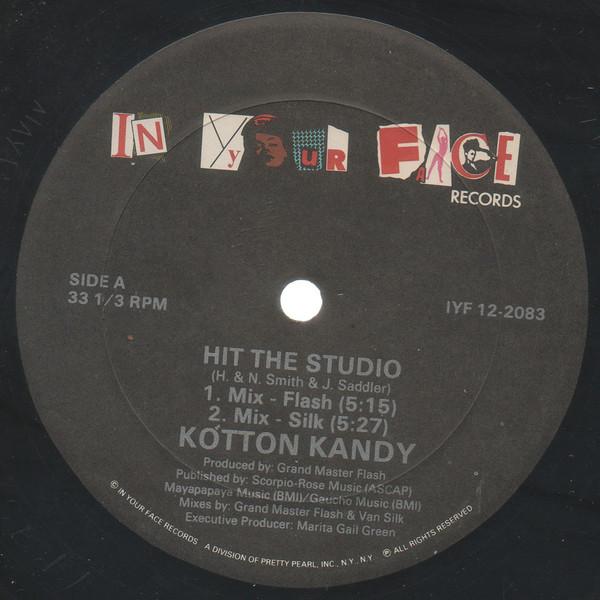 IN YOUR FACE
RECORDS
SIDE A
33 1/3 RPM
IYF 12-2083
HIT THE STUDIO
(H. & N. Smith & J. Saddler)
1. Mix - Flash (5:15)
2. Mix - Silk (5:27)
KOTTON KANDY
Produced by: Grand Master Flash
Published by: Scorpio-Rose Music (ASCAP)
Mayapapaya Music (BMI)/Gaucho Music (BMI)
Mixes by: Grand Master Flash & Van Silk
Executive Producer: Marita Gail Green
© IN YOUR FACE RECORDS A DIVISION OF PRETTY PEARL, INC., N.Y., N.Y. ℗ ALL RIGHTS RESERVED